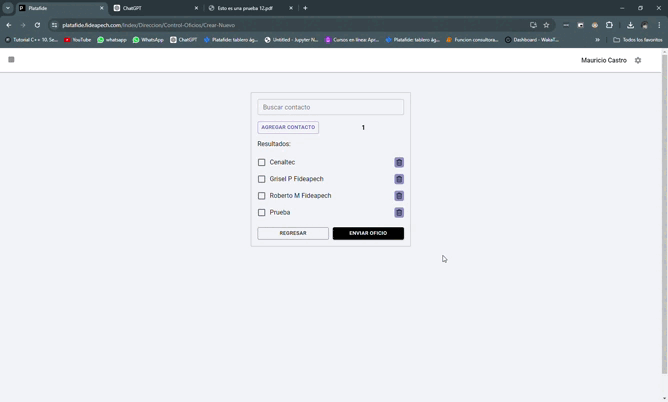 Platafide
ChatGPT
Esto es una prueba 12.pdf
platafide.fideapech.com/Index/Direccion/Control-Oficios/Crear-Nuevo
Tutorial C++ 10. Se...
YouTube
whatsapp
WhatsApp
ChatGPT
Platafide: tablero ág...
Untitled - Jupyter N...
Cursos en línea: Apr...
Platafide: tablero ág...
Funcion consultora...
Dashboard - WakaT...
Todos los favoritos
Mauricio Castro
Buscar contacto
AGREGAR CONTACTO
1
Resultados:
Cenaltec
Grisel P Fideapech
Roberto M Fideapech
Prueba
REGRESAR
ENVIAR OFICIO